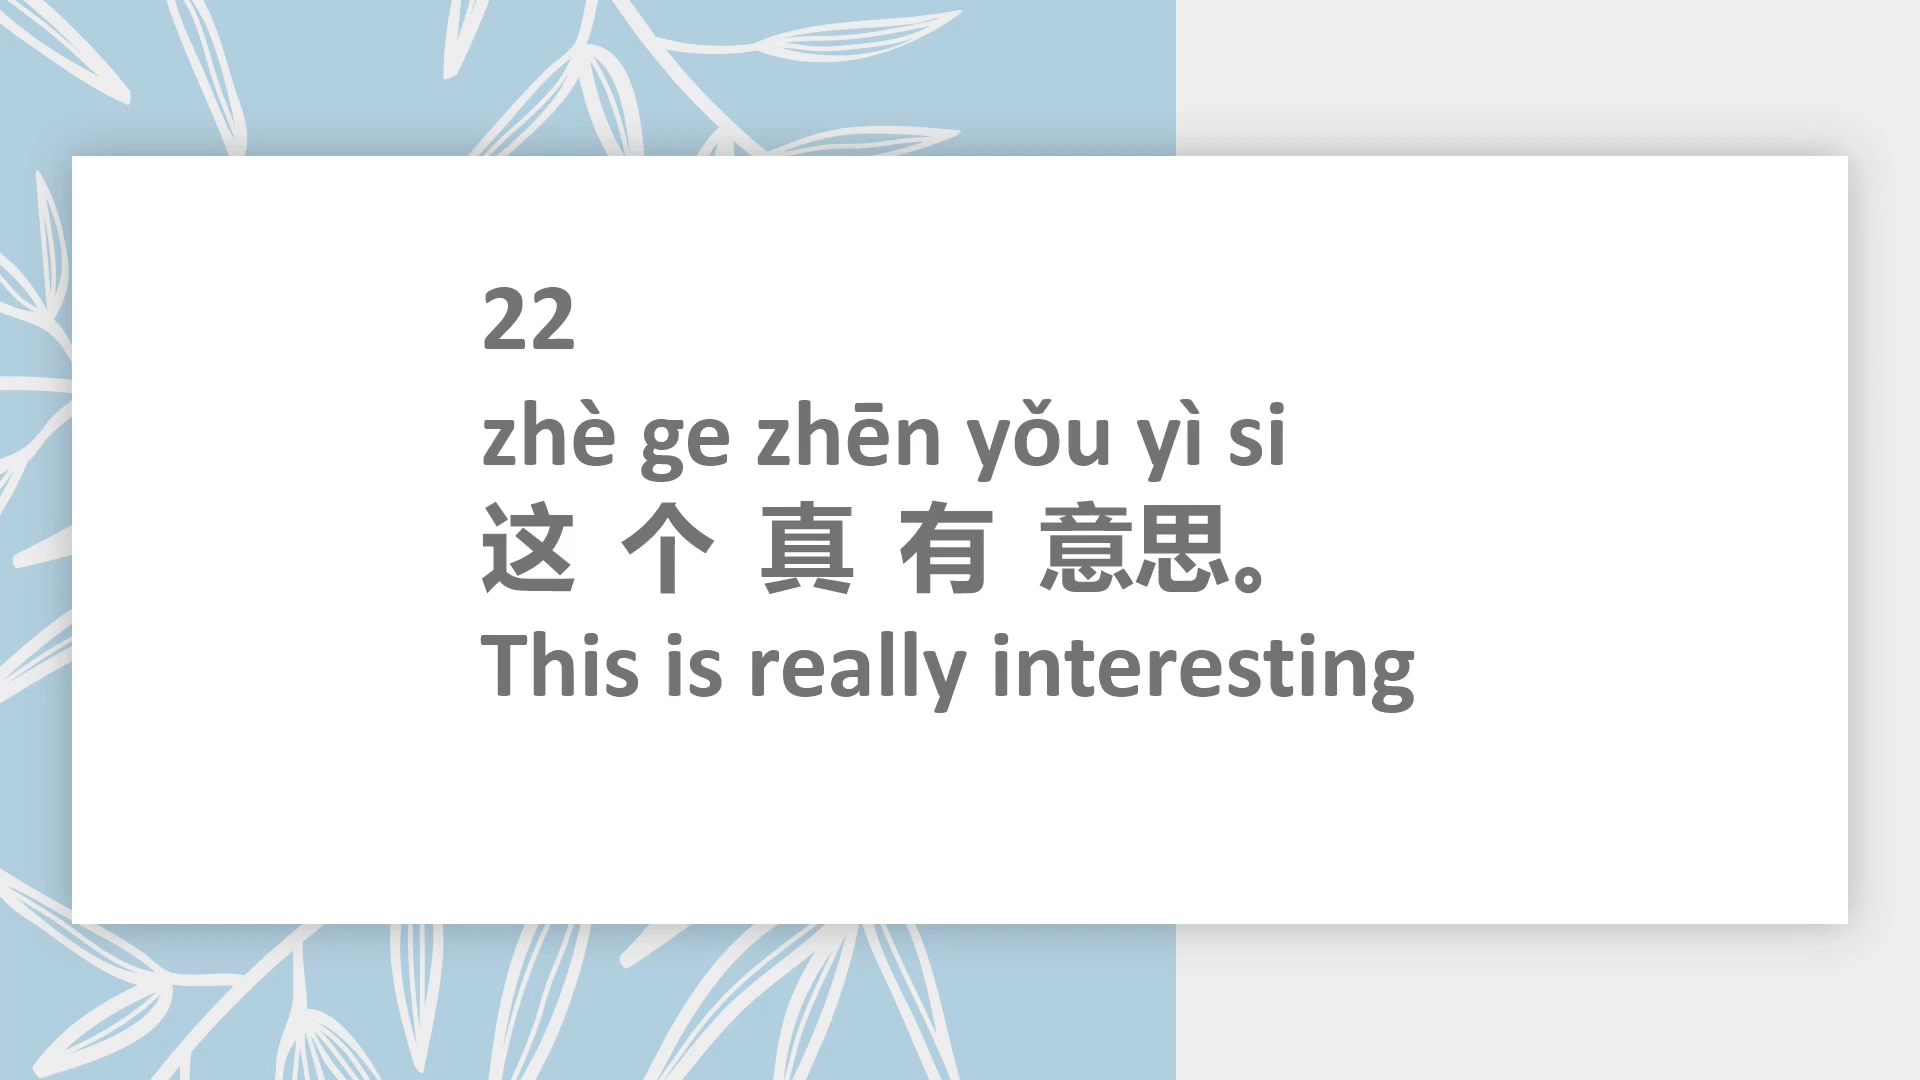 22
zhè ge zhēn yǒu yì si
这 个 真 有 意思。
This is really interesting